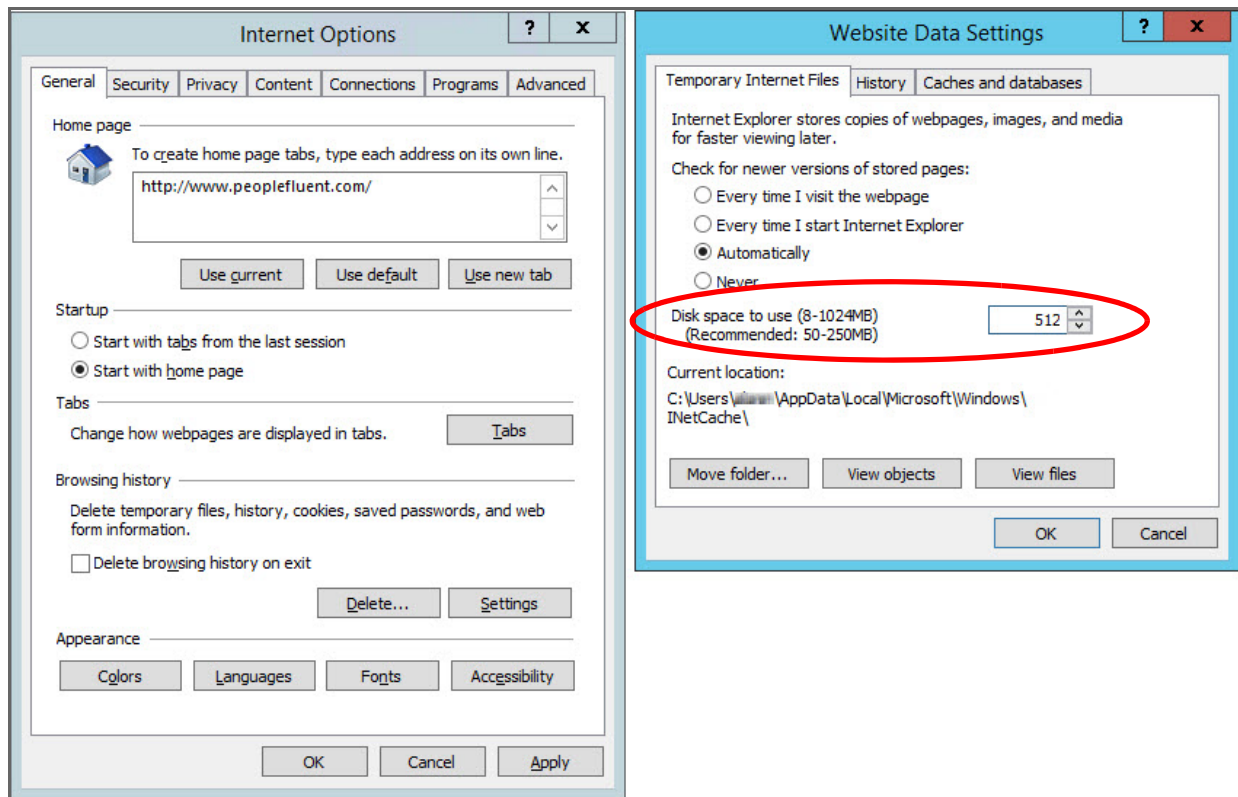 Internet Options
? X
General Security Privacy Content Connections Programs Advanced
Home page
To create home page tabs, type each address on its own line.
http://www.peoplefluent.com/
Use current Use default Use new tab
Startup
Start with tabs from the last session
Start with home page
Tabs
Change how webpages are displayed in tabs.
Tabs
Browsing history
Delete temporary files, history, cookies, saved passwords, and web
form information.
Delete browsing history on exit
Delete... Settings
Appearance
Colors Languages Fonts Accessibility
OK Cancel Apply
Website Data Settings
? X
Temporary Internet Files History Caches and databases
Internet Explorer stores copies of webpages, images, and media
for faster viewing later.
Check for newer versions of stored pages:
Every time I visit the webpage
Every time I start Internet Explorer
Automatically
Never
Disk space to use (8-1024MB)
512
(Recommended: 50-250MB)
Current location:
C:\Users\ \AppData\Local\Microsoft\Windows\
INetCache\
Move folder... View objects View files
OK Cancel